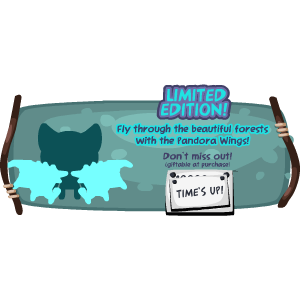 LIMITED
EDITION!
Fly through the beautiful forests
with the Pandora Wings!
Don't miss out!
(giftable at purchase)
TIME'S UP!